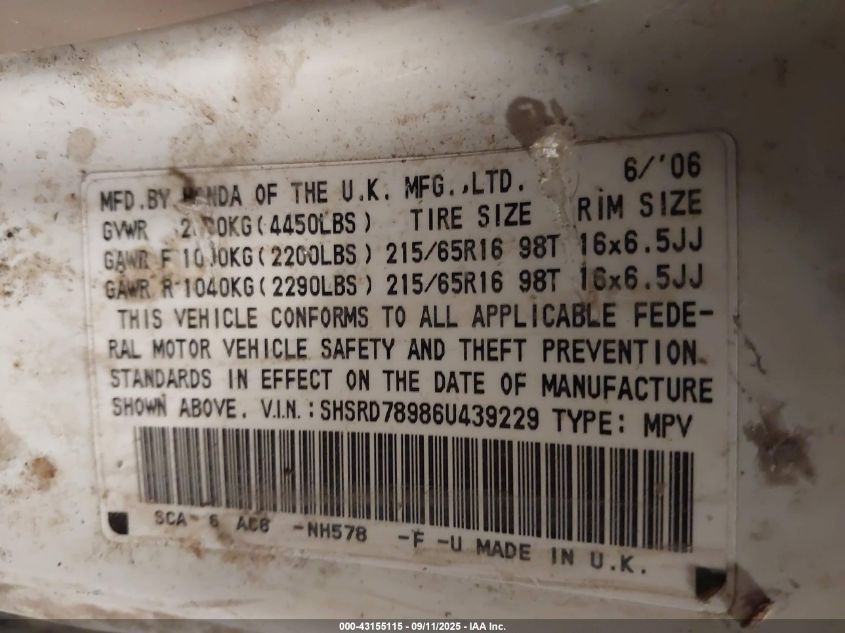 MFD.BY HONDA OF THE U.K. MFG.,LTD. 6/'06
GVWR KG(4450LBS) TIRE SIZE RIM SIZE
GAWR F KG(2200LBS) 215/65R16 98T 16x6.5JJ
GAWR R 1040KG(2290LBS) 215/65R16 98T 16x6.5JJ
THIS VEHICLE CONFORMS TO ALL APPLICABLE FEDE-
RAL MOTOR VEHICLE SAFETY AND THEFT PREVENTION
STANDARDS IN EFFECT ON THE DATE OF MANUFACTURE
SHOWN ABOVE. V.I.N.:SHSRD78986U439229 TYPE: MPV
SCA- 6 AC6 -NH578 -F -U MADE IN U.K.
000-43155115 - 09/11/2025 - IAA Inc.